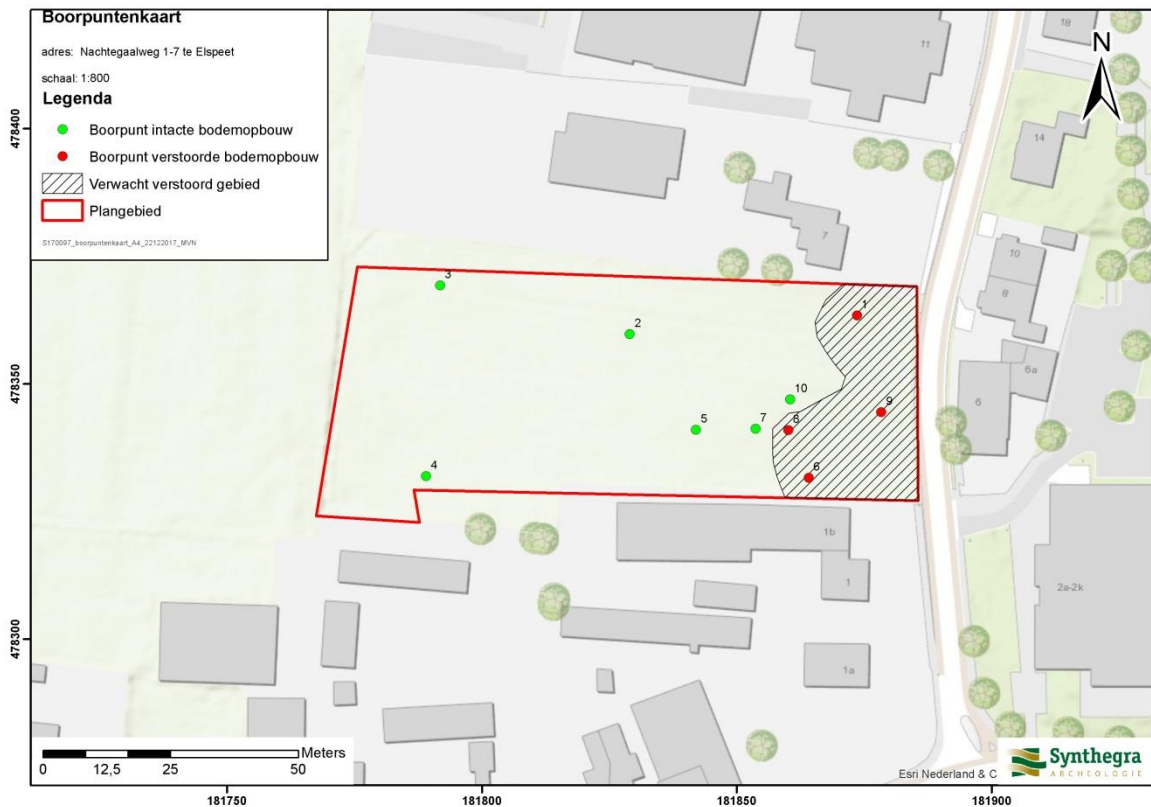 Boorpuntenkaart
adres: Nachtegaalweg 1-7 te Elspeet
schaal: 1:800
Legenda
Boorpunt intacte bodemopbouw
Boorpunt verstoorde bodemopbouw
Verwacht verstoord gebied
Plangebied
S170097_boorpuntenkaart_A4_22122017_MVN
N
18
11
14
7
10
8
6a
6
3
2
1
10
9
5
7
8
4
6
1b
1
1a
2a-2k
478400
478350
478300
Meters
0 12,5 25 50
Esri Nederland & C
Synthegra
ARCHEOLOGIE
181750 181800 181850 181900